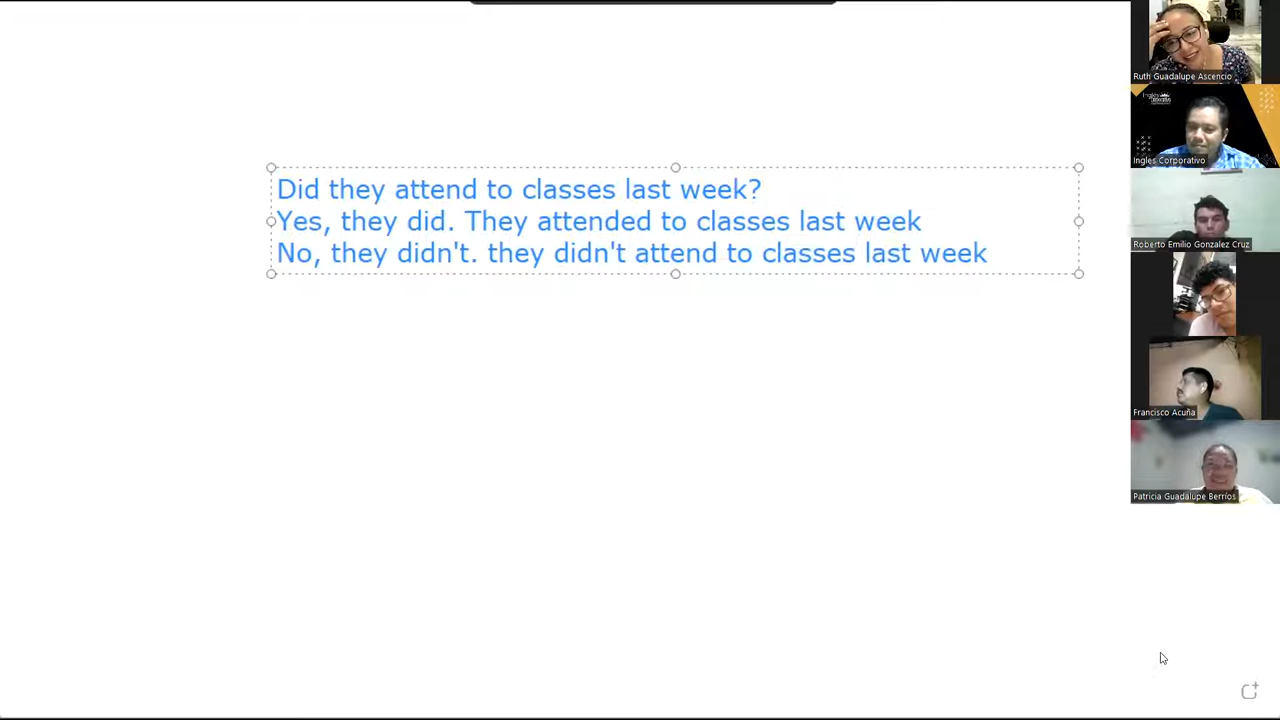 Did they attend to classes last week?
Yes, they did. They attended to classes last week
No, they didn't. they didn't attend to classes last week
Ruth Guadalupe Ascencio
Ingles Corporativo
Roberto Emilio Gonzalez Cruz
Francisco Acuña
Patricia Guadalupe Berríos